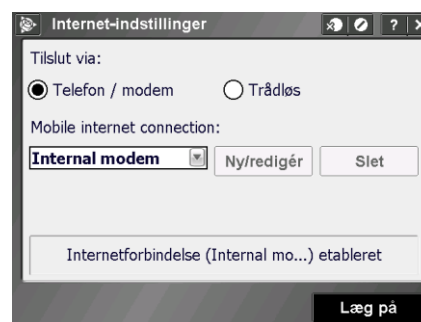 Internet-indstillinger
Tilslut via:
Telefon / modem Trådløs
Mobile internet connection:
Internal modem Ny/redigér Slet
Internetforbindelse (Internal mo...) etableret
Læg på